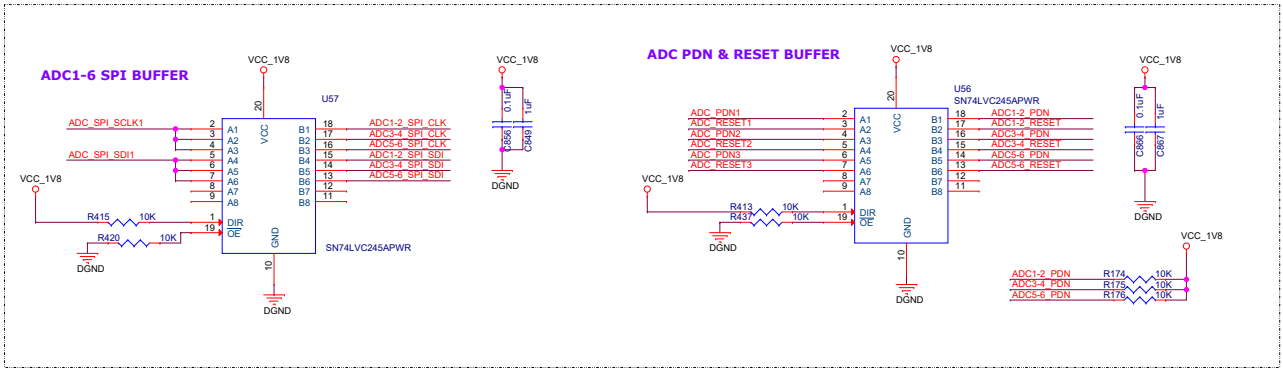 ADC1-6 SPI BUFFER
VCC_1V8
20
U57
VCC
ADC_SPI_SCLK1
2 A1 B1 18 ADC1-2_SPI_CLK
3 A2 B2 17 ADC3-4_SPI_CLK
4 A3 B3 16 ADC5-6_SPI_CLK
ADC_SPI_SDI1 5 A4 B4 15 ADC1-2_SPI_SDI
6 A5 B5 14 ADC3-4_SPI_SDI
7 A6 B6 13 ADC5-6_SPI_SDI
8 A7 B7 12
9 A8 B8 11
VCC_1V8
R415 10K 1 DIR
R420 10K 19 OE
GND
SN74LVC245APWR
DGND
10
DGND
VCC_1V8
0.1uF
1uF
C856
C849
DGND
ADC PDN & RESET BUFFER
VCC_1V8
20
U56
SN74LVC245APWR
VCC
ADC_PDN1 2 A1 B1 18 ADC1-2_PDN
ADC_RESET1 3 A2 B2 17 ADC1-2_RESET
ADC_PDN2 4 A3 B3 16 ADC3-4_PDN
ADC_RESET2 5 A4 B4 15 ADC3-4_RESET
ADC_PDN3 6 A5 B5 14 ADC5-6_PDN
ADC_RESET3 7 A6 B6 13 ADC5-6_RESET
8 A7 B7 12
9 A8 B8 11
VCC_1V8
R413 10K 1 DIR
R437 10K 19 OE
GND
DGND
10
DGND
VCC_1V8
0.1uF
1uF
C866
C867
DGND
VCC_1V8
ADC1-2_PDN R174 10K
ADC3-4_PDN R175 10K
ADC5-6_PDN R176 10K